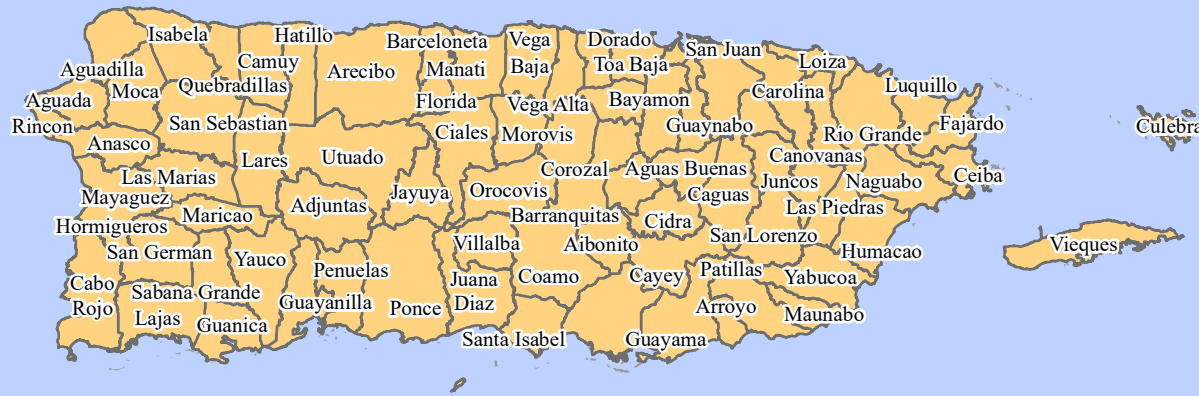 Isabela
Hatillo
Barceloneta
Vega
Baja
Dorado
San Juan
Camuy
Toa Baja
Loiza
Aguadilla
Arecibo
Manati
Quebradillas
Moca
Carolina
Luquillo
Aguada
Florida
Vega Alta
Bayamon
Rincon
San Sebastian
Ciales
Morovis
Guaynabo
Rio Grande
Fajardo
Culebra
Anasco
Lares
Utuado
Corozal
Aguas Buenas
Canovanas
Las Marias
Mayaguez
Jayuya
Orocovis
Caguas
Juncos
Naguabo
Ceiba
Maricao
Adjuntas
Barranquitas
Cidra
Las Piedras
Hormigueros
San German
Villalba
Aibonito
San Lorenzo
Humacao
Vieques
Yauco
Penuelas
Juana
Diaz
Coamo
Cayey
Patillas
Yabucoa
Cabo
Rojo
Sabana Grande
Guayanilla
Ponce
Arroyo
Maunabo
Lajas
Guanica
Santa Isabel
Guayama